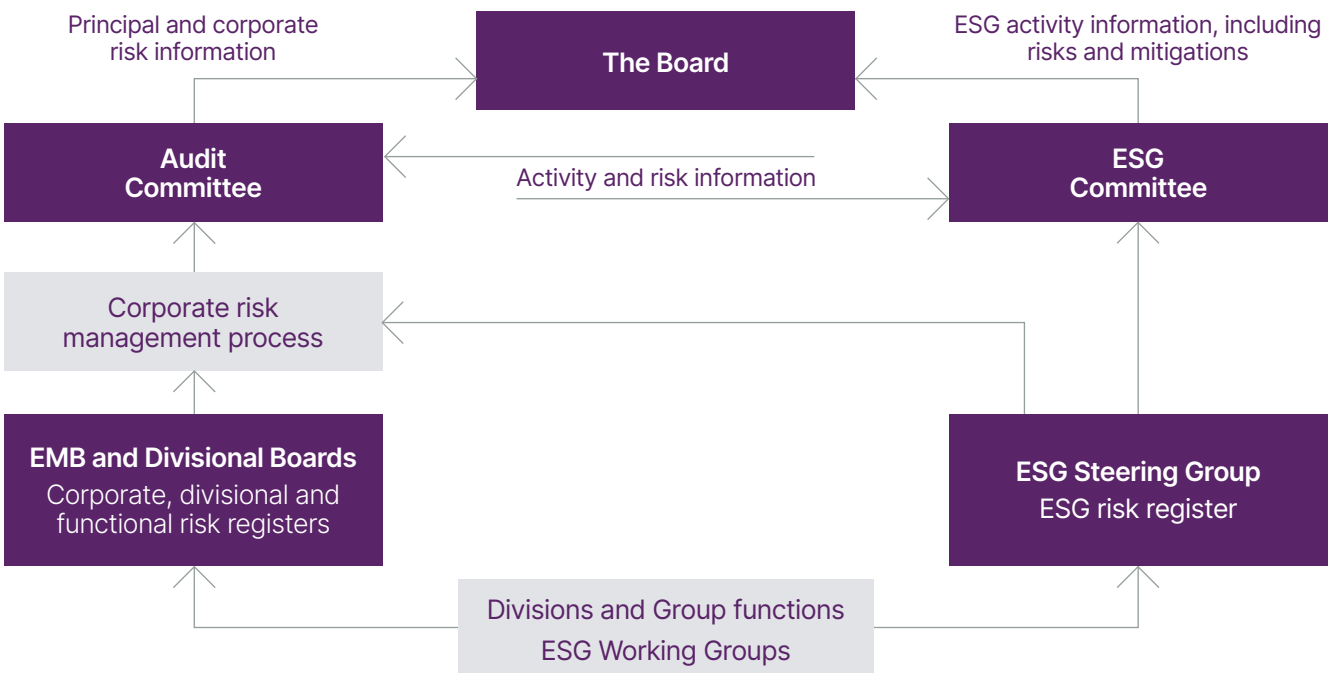 Principal and corporate
risk information
The Board
ESG activity information, including
risks and mitigations
Audit
Committee
Activity and risk information
ESG
Committee
Corporate risk
management process
EMB and Divisional Boards
Corporate, divisional and
functional risk registers
ESG Steering Group
ESG risk register
Divisions and Group functions
ESG Working Groups